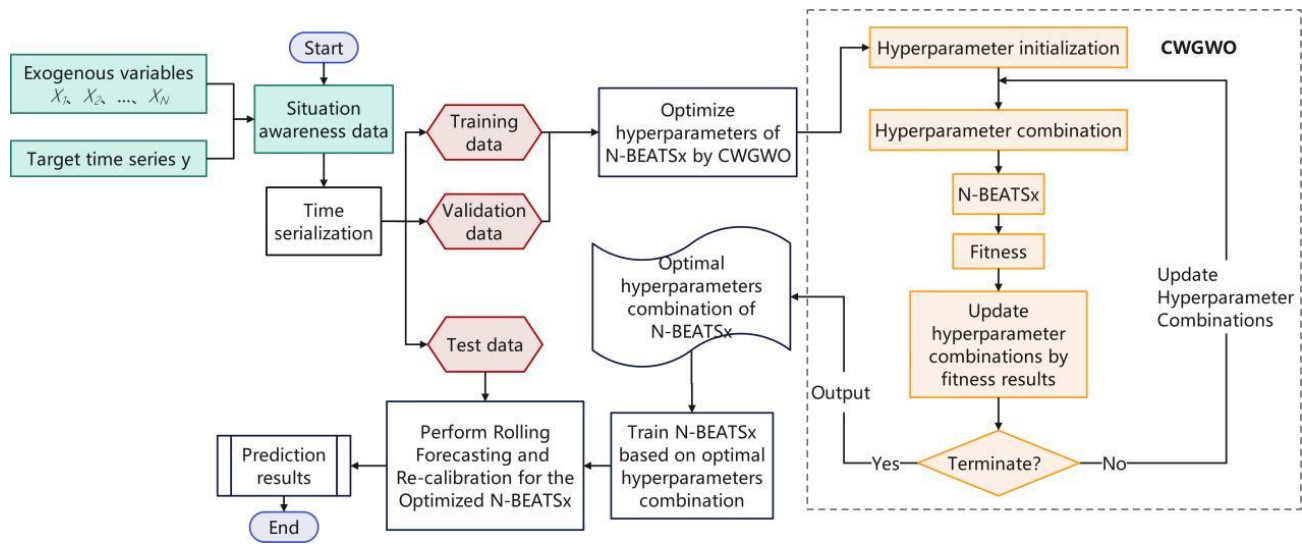 Start
Exogenous variables
X₁、X₂、…、X_N
Target time series y
Situation
awareness data
Time
serialization
Training
data
Validation
data
Test data
Optimize
hyperparameters of
N-BEATSx by CWGWO
Optimal
hyperparameters
combination of
N-BEATSx
Train N-BEATSx
based on optimal
hyperparameters
combination
Perform Rolling
Forecasting and
Re-calibration for the
Optimized N-BEATSx
Prediction
results
End
CWGWO
Hyperparameter initialization
Hyperparameter combination
N-BEATSx
Fitness
Update
hyperparameter
combinations by
fitness results
Terminate?
Yes
No
Output
Update
Hyperparameter
Combinations